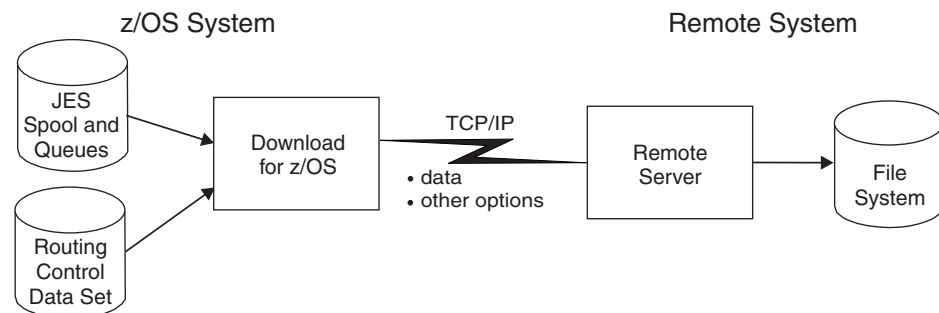 z/OS System
Remote System
JES
Spool and
Queues
Download
for z/OS
TCP/IP
• data
• other options
Remote
Server
File
System
Routing
Control
Data Set